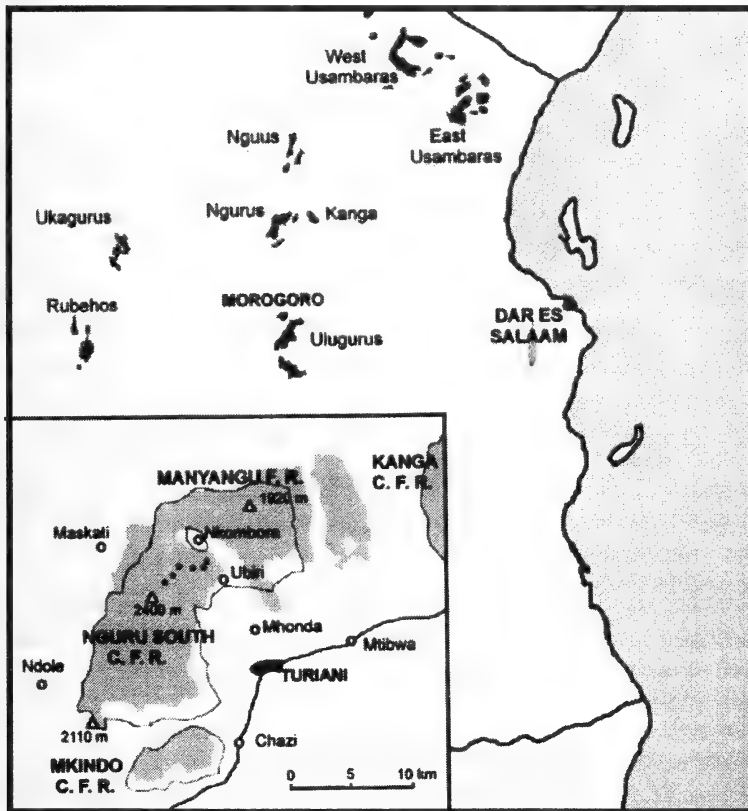 West
Usambaras
East
Usambaras
Nguus
Ngurus
Kanga
Ukagurus
Rubehos
MOROGORO
Ulugurus
DAR ES
SALAAM
MANYANGU F. R.
1920 m
KANGA
C. F. R.
Maskati
Nkombora
Ubiri
2400 m
NGURU SOUTH
C. F. R.
Mhonda
Mtibwa
Ndole
TURIANI
2110 m
Chazi
MKINDO
C. F. R.
0 5 10 km